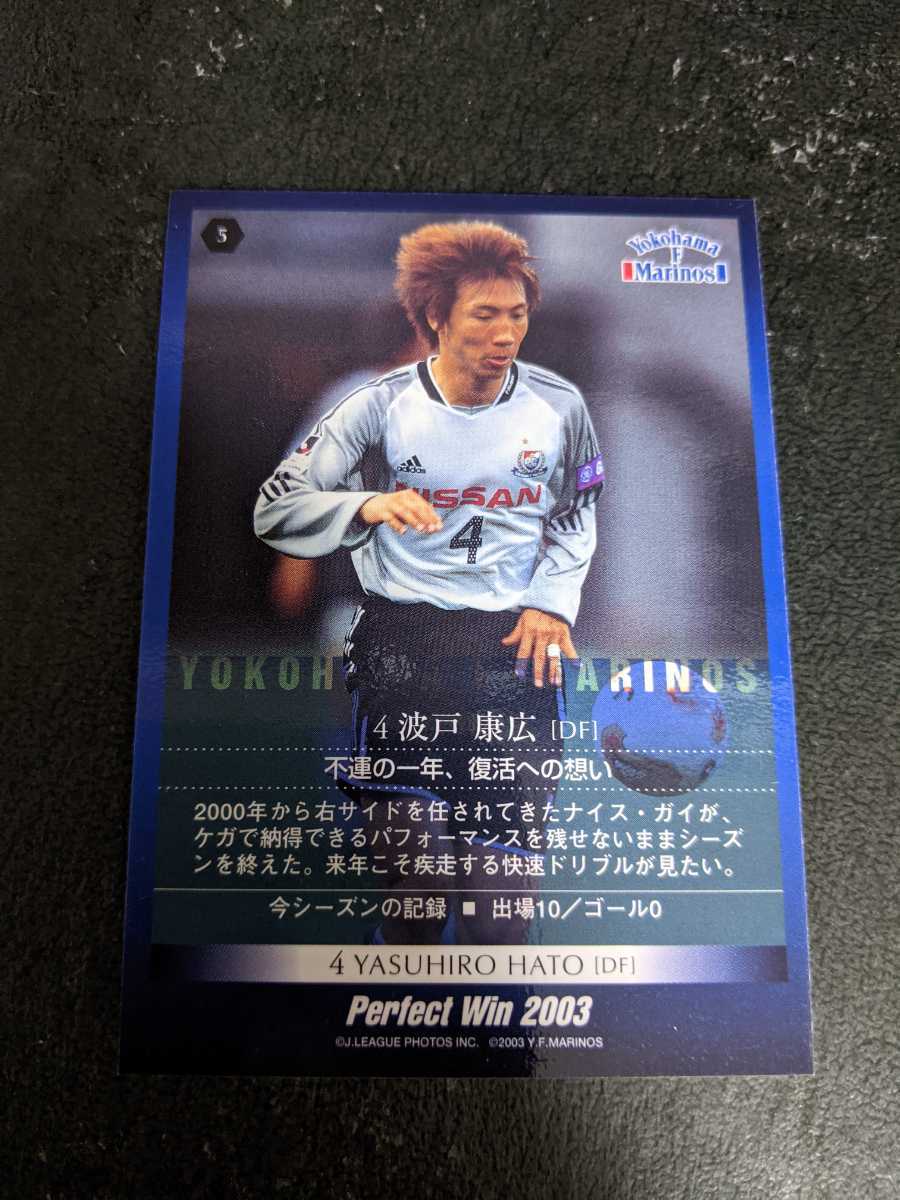 5
Yokohama
F
Marinos
adidas
NISSAN
4
YOKOH ARINOS
4 波戸 康広 [DF]
不運の一年、復活への想い
2000年から右サイドを任されてきたナイス・ガイが、
ケガで納得できるパフォーマンスを残せないままシーズ
ンを終えた。来年こそ疾走する快速ドリブルが見たい。
今シーズンの記録 ■ 出場10／ゴール0
4 YASUHIRO HATO [DF]
Perfect Win 2003
©J.LEAGUE PHOTOS INC. ©2003 Y.F.MARINOS